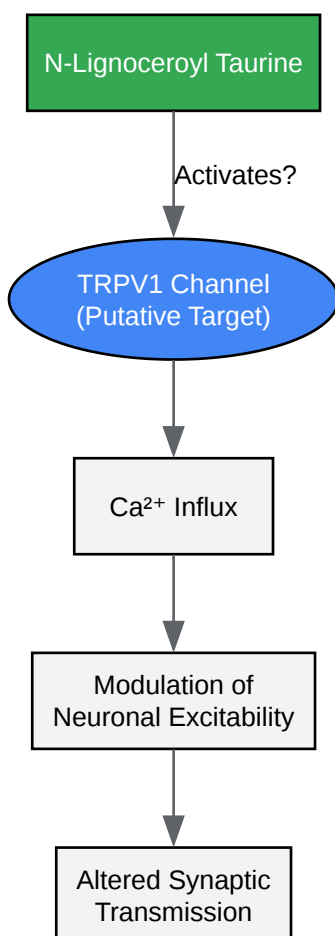 N-Lignoceroyl Taurine
Activates?
TRPV1 Channel
(Putative Target)
Ca²⁺ Influx
Modulation of
Neuronal Excitability
Altered Synaptic
Transmission